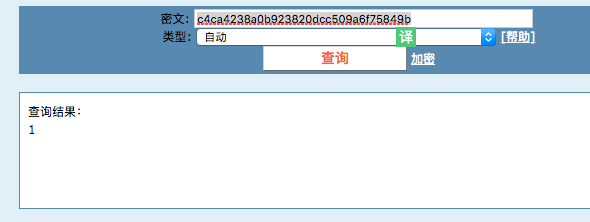 密文: c4ca4238a0b923820dcc509a6f75849b
类型: 自动 译 [帮助]
查询 加密
查询结果:
1